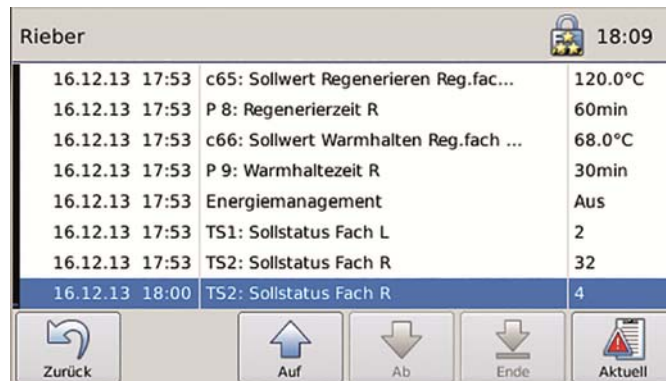 Rieber 18:09
16.12.13 17:53 c65: Sollwert Regenerieren Reg.fac... 120.0°C
16.12.13 17:53 P 8: Regenerierzeit R 60min
16.12.13 17:53 c66: Sollwert Warmhalten Reg.fach ... 68.0°C
16.12.13 17:53 P 9: Warmhaltezeit R 30min
16.12.13 17:53 Energiemanagement Aus
16.12.13 17:53 TS1: Sollstatus Fach L 2
16.12.13 17:53 TS2: Sollstatus Fach R 32
16.12.13 18:00 TS2: Sollstatus Fach R 4
Zurück Auf Ab Ende Aktuell